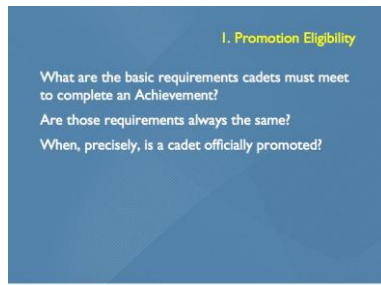 1. Promotion Eligibility
What are the basic requirements cadets must meet
to complete an Achievement?
Are those requirements always the same?
When, precisely, is a cadet officially promoted?